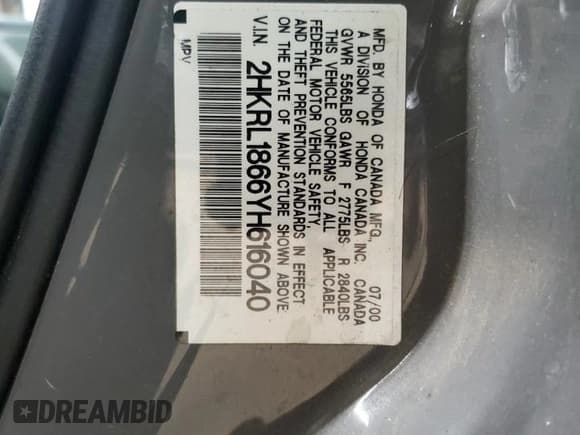 MFD. BY HONDA OF CANADA MFG., 07/00
A DIVISION OF HONDA CANADA INC. CANADA
GVWR 5565LBS GAWR F 2775LBS R 2840LBS
THIS VEHICLE CONFORMS TO ALL APPLICABLE
FEDERAL MOTOR VEHICLE SAFETY,
AND THEFT PREVENTION STANDARDS IN EFFECT
ON THE DATE OF MANUFACTURE SHOWN ABOVE.
V.I.N. 2HKRL1866YH616040
MPV
DREAMBID